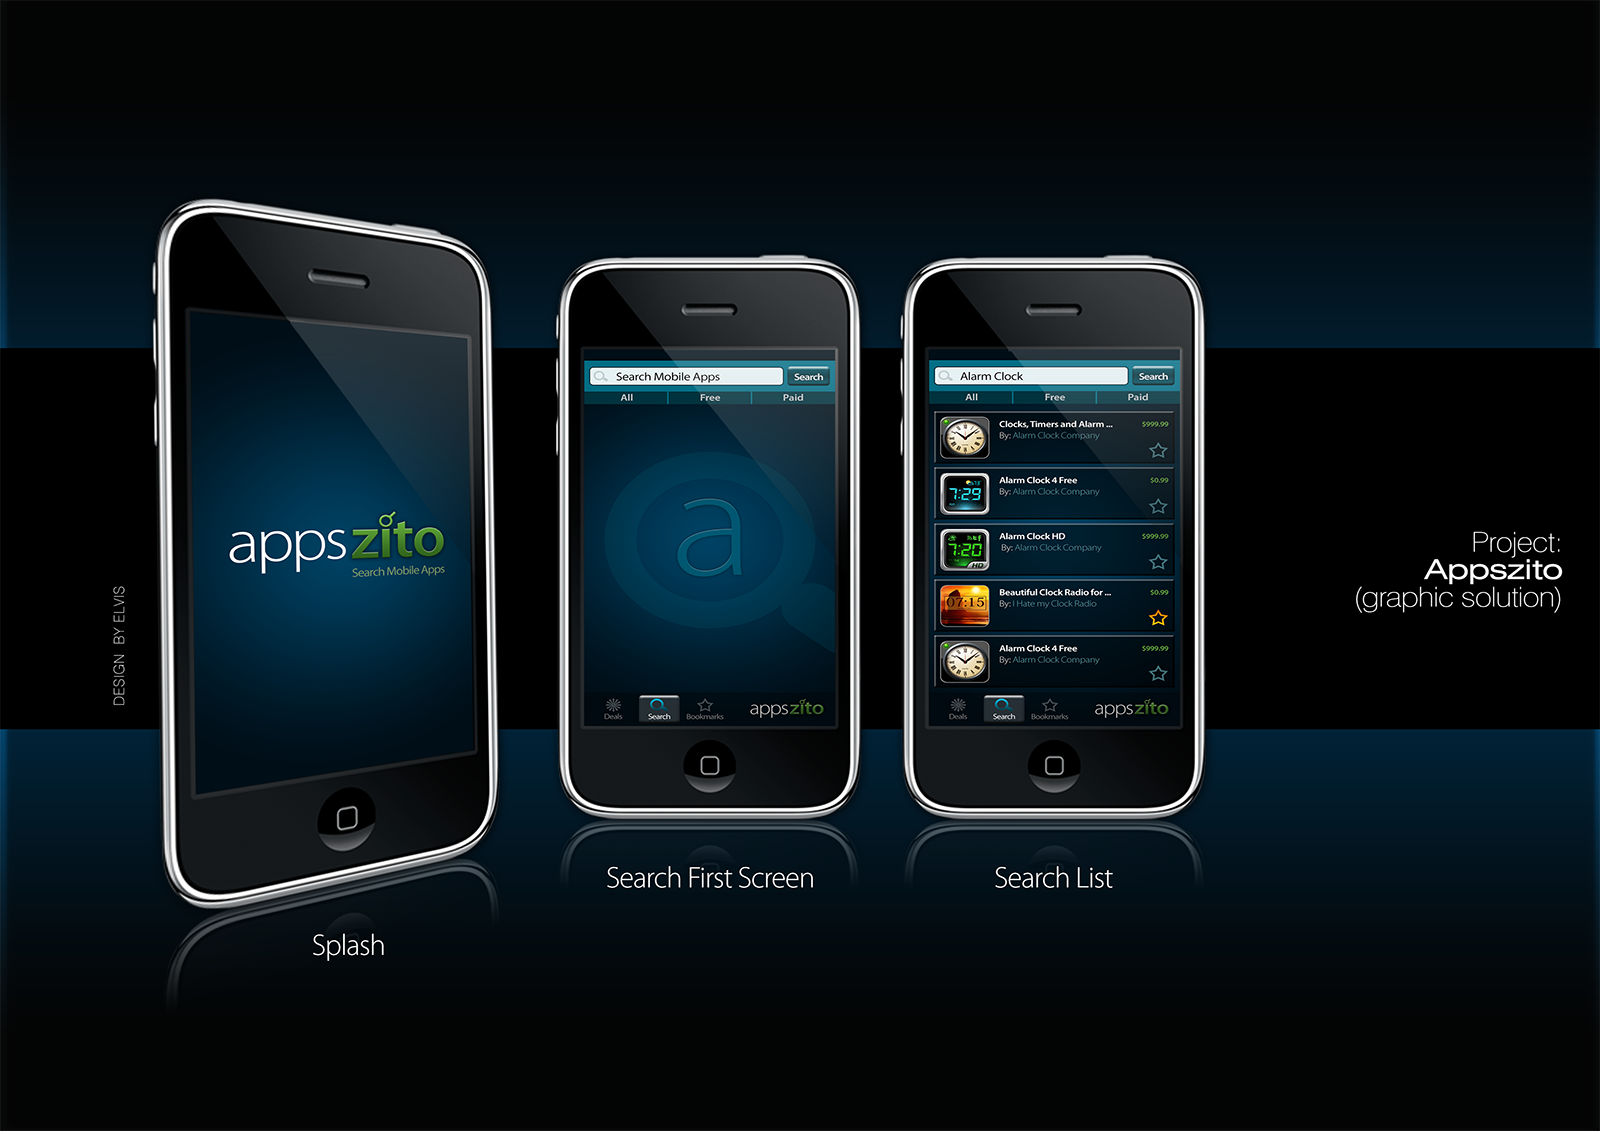 appszito
Search Mobile Apps
Splash
Search Mobile Apps
Search
All Free Paid
a
Deals Search Bookmarks appszito
Search First Screen
Alarm Clock
Search
All Free Paid
Clocks, Timers and Alarm ... $999.99
By: Alarm Clock Company
7:29
Alarm Clock 4 Free $0.99
By: Alarm Clock Company
7:20
HD
Alarm Clock HD $999.99
By: Alarm Clock Company
07:15
Beautiful Clock Radio for ... $0.99
By: I Hate my Clock Radio
Alarm Clock 4 Free $999.99
By: Alarm Clock Company
Deals Search Bookmarks appszito
Search List
Project:
Appszito
(graphic solution)
DESIGN BY ELVIS